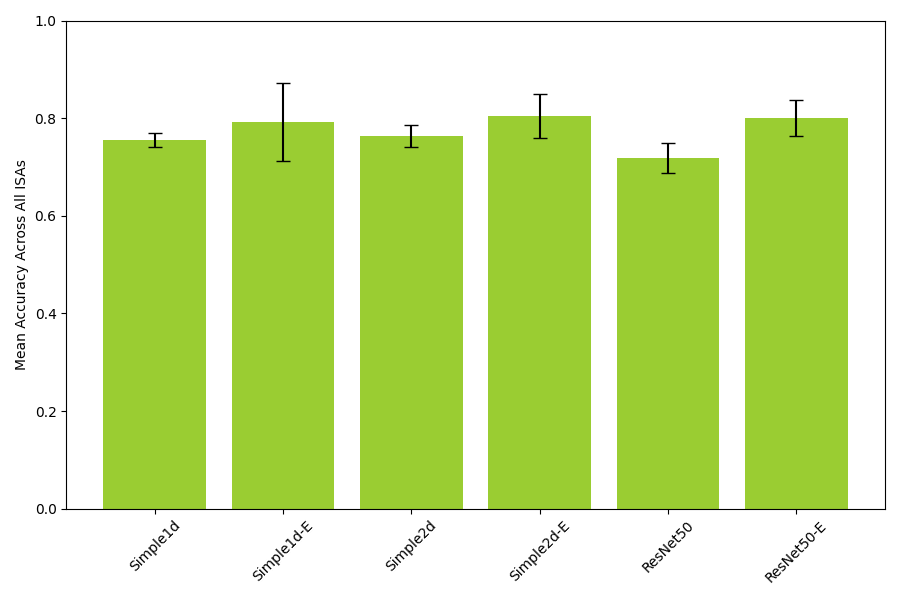 Mean Accuracy Across All ISAs
1.0
0.8
0.6
0.4
0.2
0.0
Simple1d
Simple1d-E
Simple2d
Simple2d-E
ResNet50
ResNet50-E